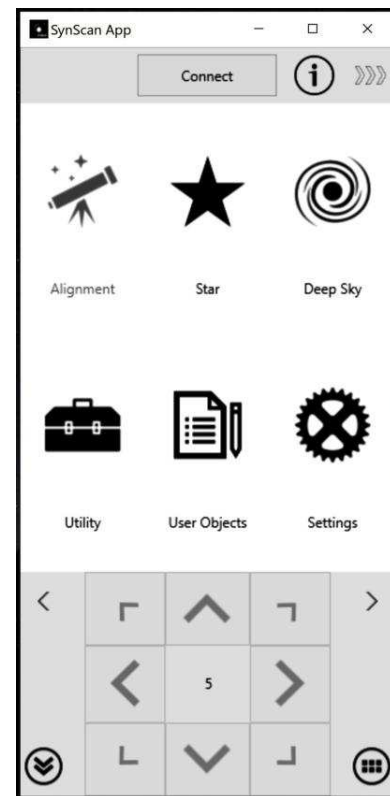 SynScan App
Connect
Alignment
Star
Deep Sky
Utility
User Objects
Settings
5